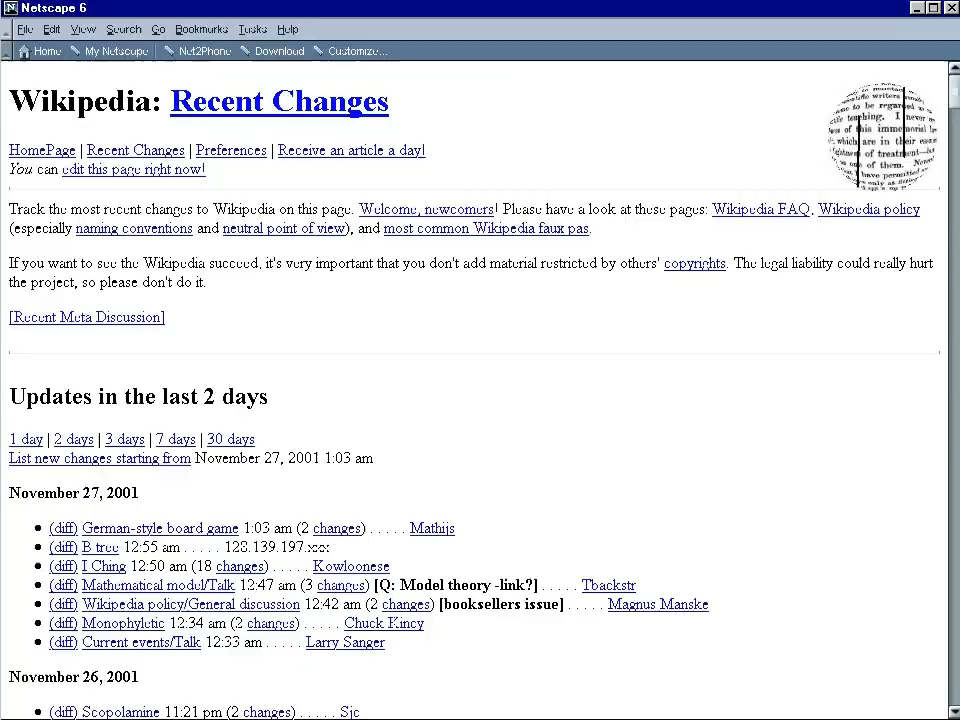 Netscape 6
File Edit View Search Go Bookmarks Tasks Help
Home My Netscape Net2Phone Download Customize...
Wikipedia: Recent Changes
HomePage | Recent Changes | Preferences | Receive an article a day!
You can edit this page right now!
Track the most recent changes to Wikipedia on this page. Welcome, newcomers! Please have a look at these pages: Wikipedia FAQ, Wikipedia policy
(especially naming conventions and neutral point of view), and most common Wikipedia faux pas.
If you want to see the Wikipedia succeed, it's very important that you don't add material restricted by others' copyrights. The legal liability could really hurt
the project, so please don't do it.
[Recent Meta Discussion]
Updates in the last 2 days
1 day | 2 days | 3 days | 7 days | 30 days
List new changes starting from November 27, 2001 1:03 am
November 27, 2001
(diff) German-style board game 1:03 am (2 changes) . . . . . Mathijs
(diff) B tree 12:55 am . . . . . 128.139.197.xxx
(diff) I Ching 12:50 am (18 changes) . . . . . Kowloonese
(diff) Mathematical model/Talk 12:47 am (3 changes) [Q: Model theory -link?] . . . . . Tbackstr
(diff) Wikipedia policy/General discussion 12:42 am (2 changes) [booksellers issue] . . . . . Magnus Manske
(diff) Monophyletic 12:34 am (2 changes) . . . . . Chuck Kincy
(diff) Current events/Talk 12:33 am . . . . . Larry Sanger
November 26, 2001
(diff) Scopolamine 11:21 pm (2 changes) . . . . . Sjc